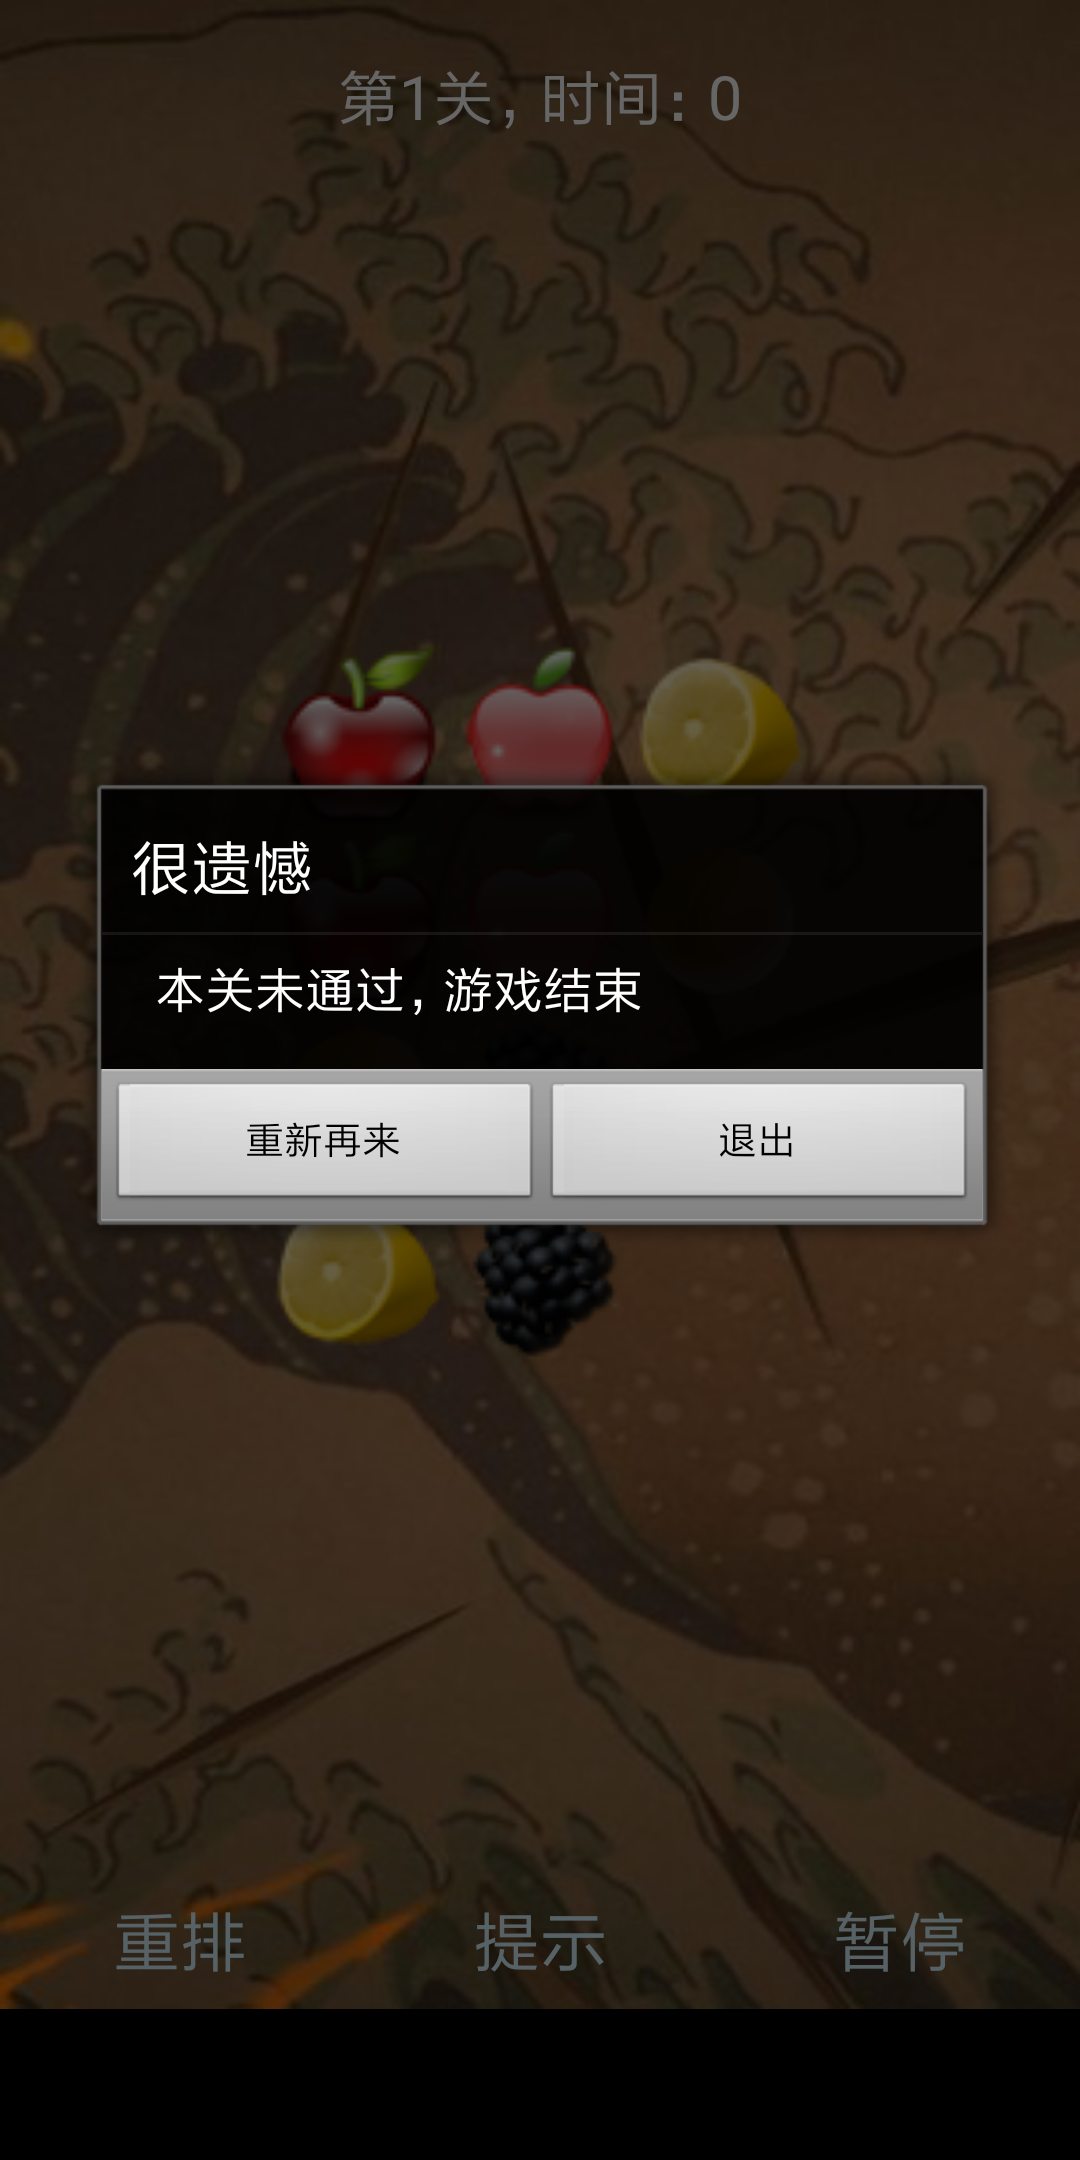 第1关，时间：0
很遗憾
本关未通过，游戏结束
重新再来
退出
重排
提示
暂停